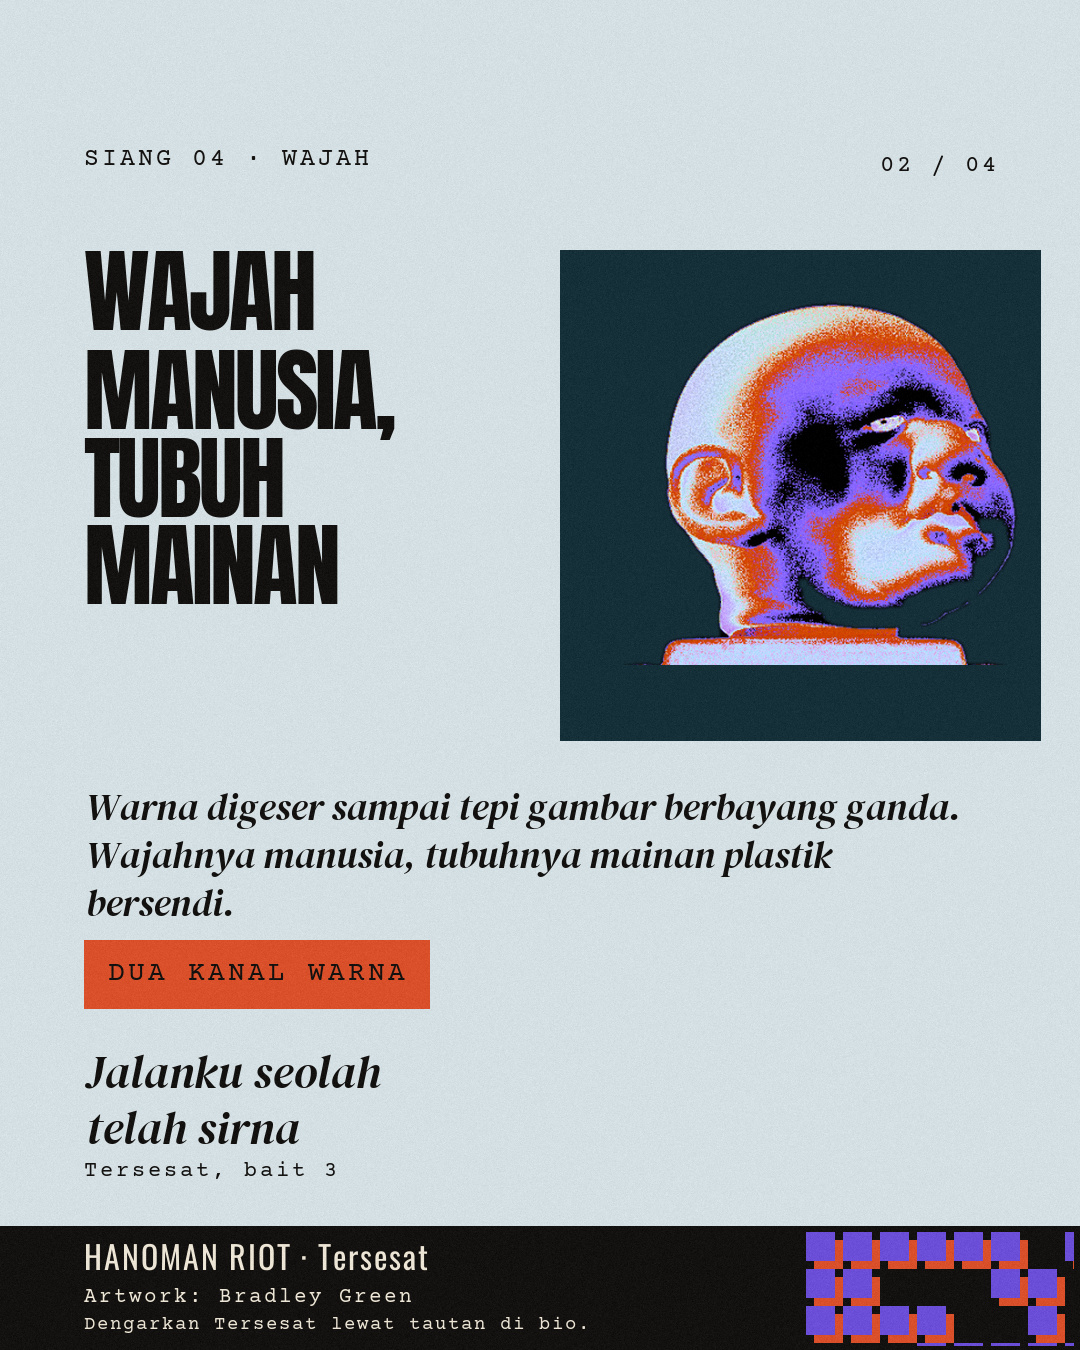 SIANG 04 · WAJAH
02 / 04
WAJAH
MANUSIA,
TUBUH
MAINAN
Warna digeser sampai tepi gambar berbayang ganda.
Wajahnya manusia, tubuhnya mainan plastik
bersendi.
DUA KANAL WARNA
Jalanku seolah
telah sirna
Tersesat, bait 3
HANOMAN RIOT · Tersesat
Artwork: Bradley Green
Dengarkan Tersesat lewat tautan di bio.